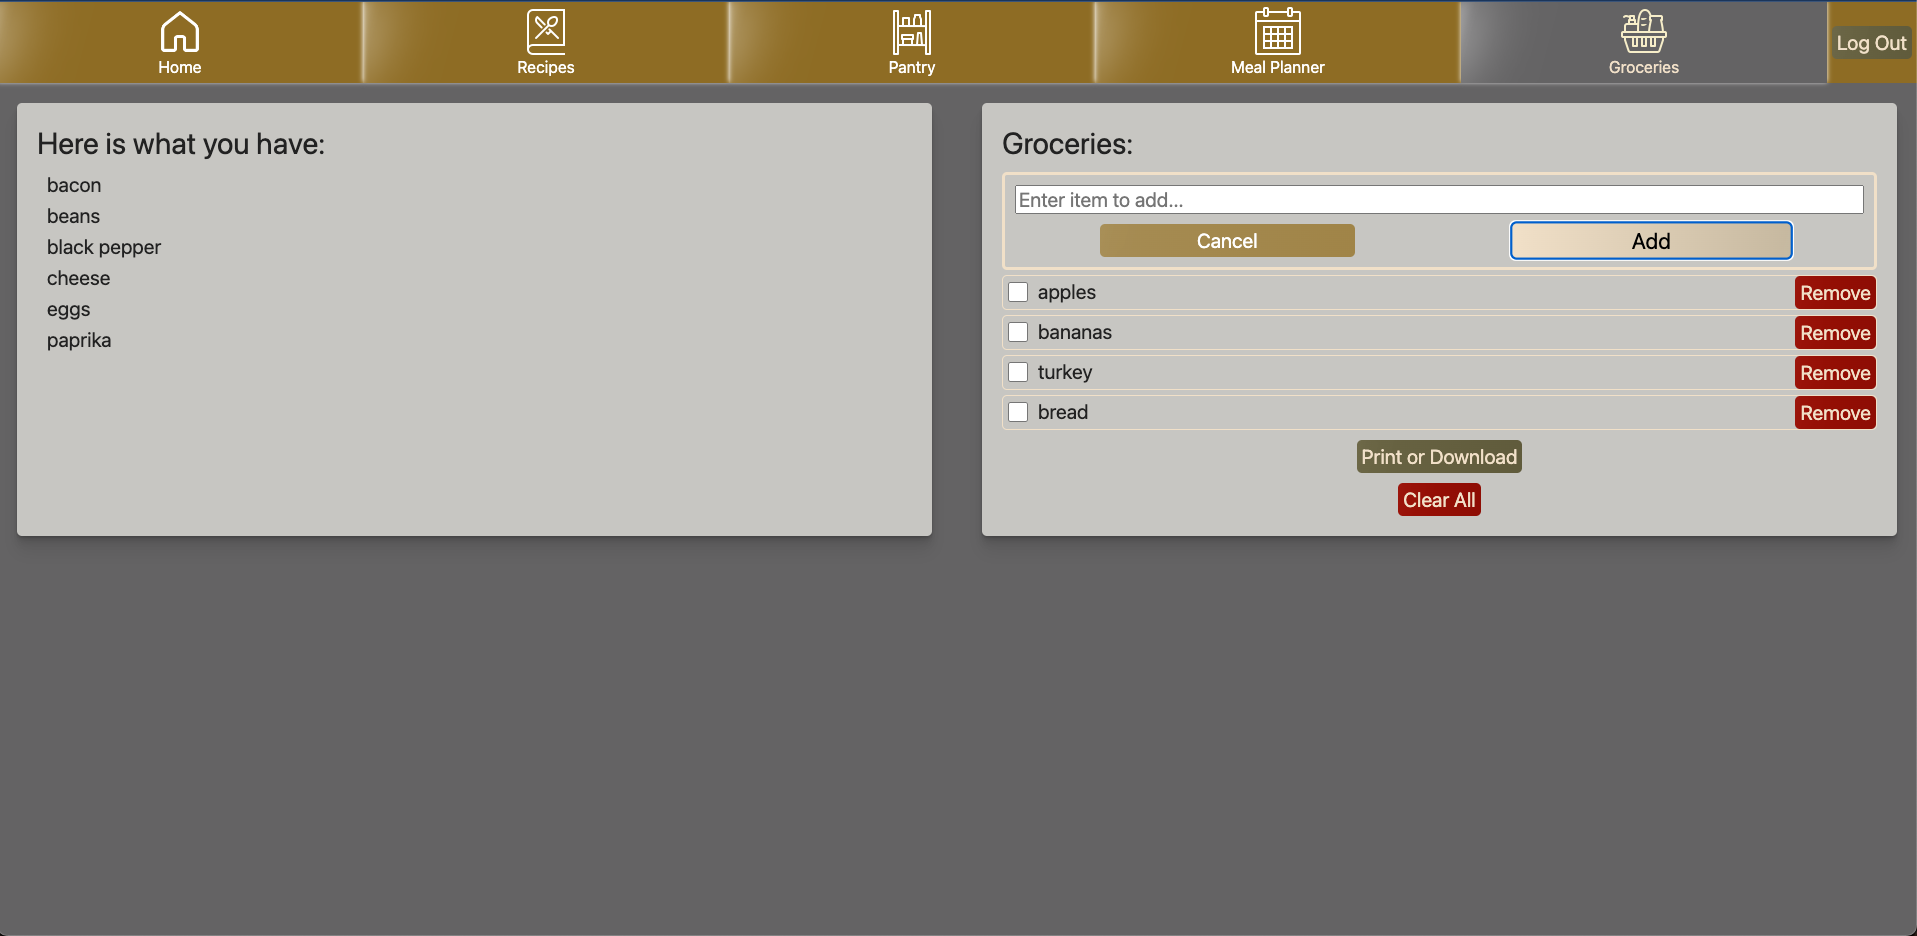 Home
Recipes
Pantry
Meal Planner
Groceries
Log Out
Here is what you have:
bacon
beans
black pepper
cheese
eggs
paprika
Groceries:
Enter item to add...
Cancel
Add
apples
Remove
bananas
Remove
turkey
Remove
bread
Remove
Print or Download
Clear All